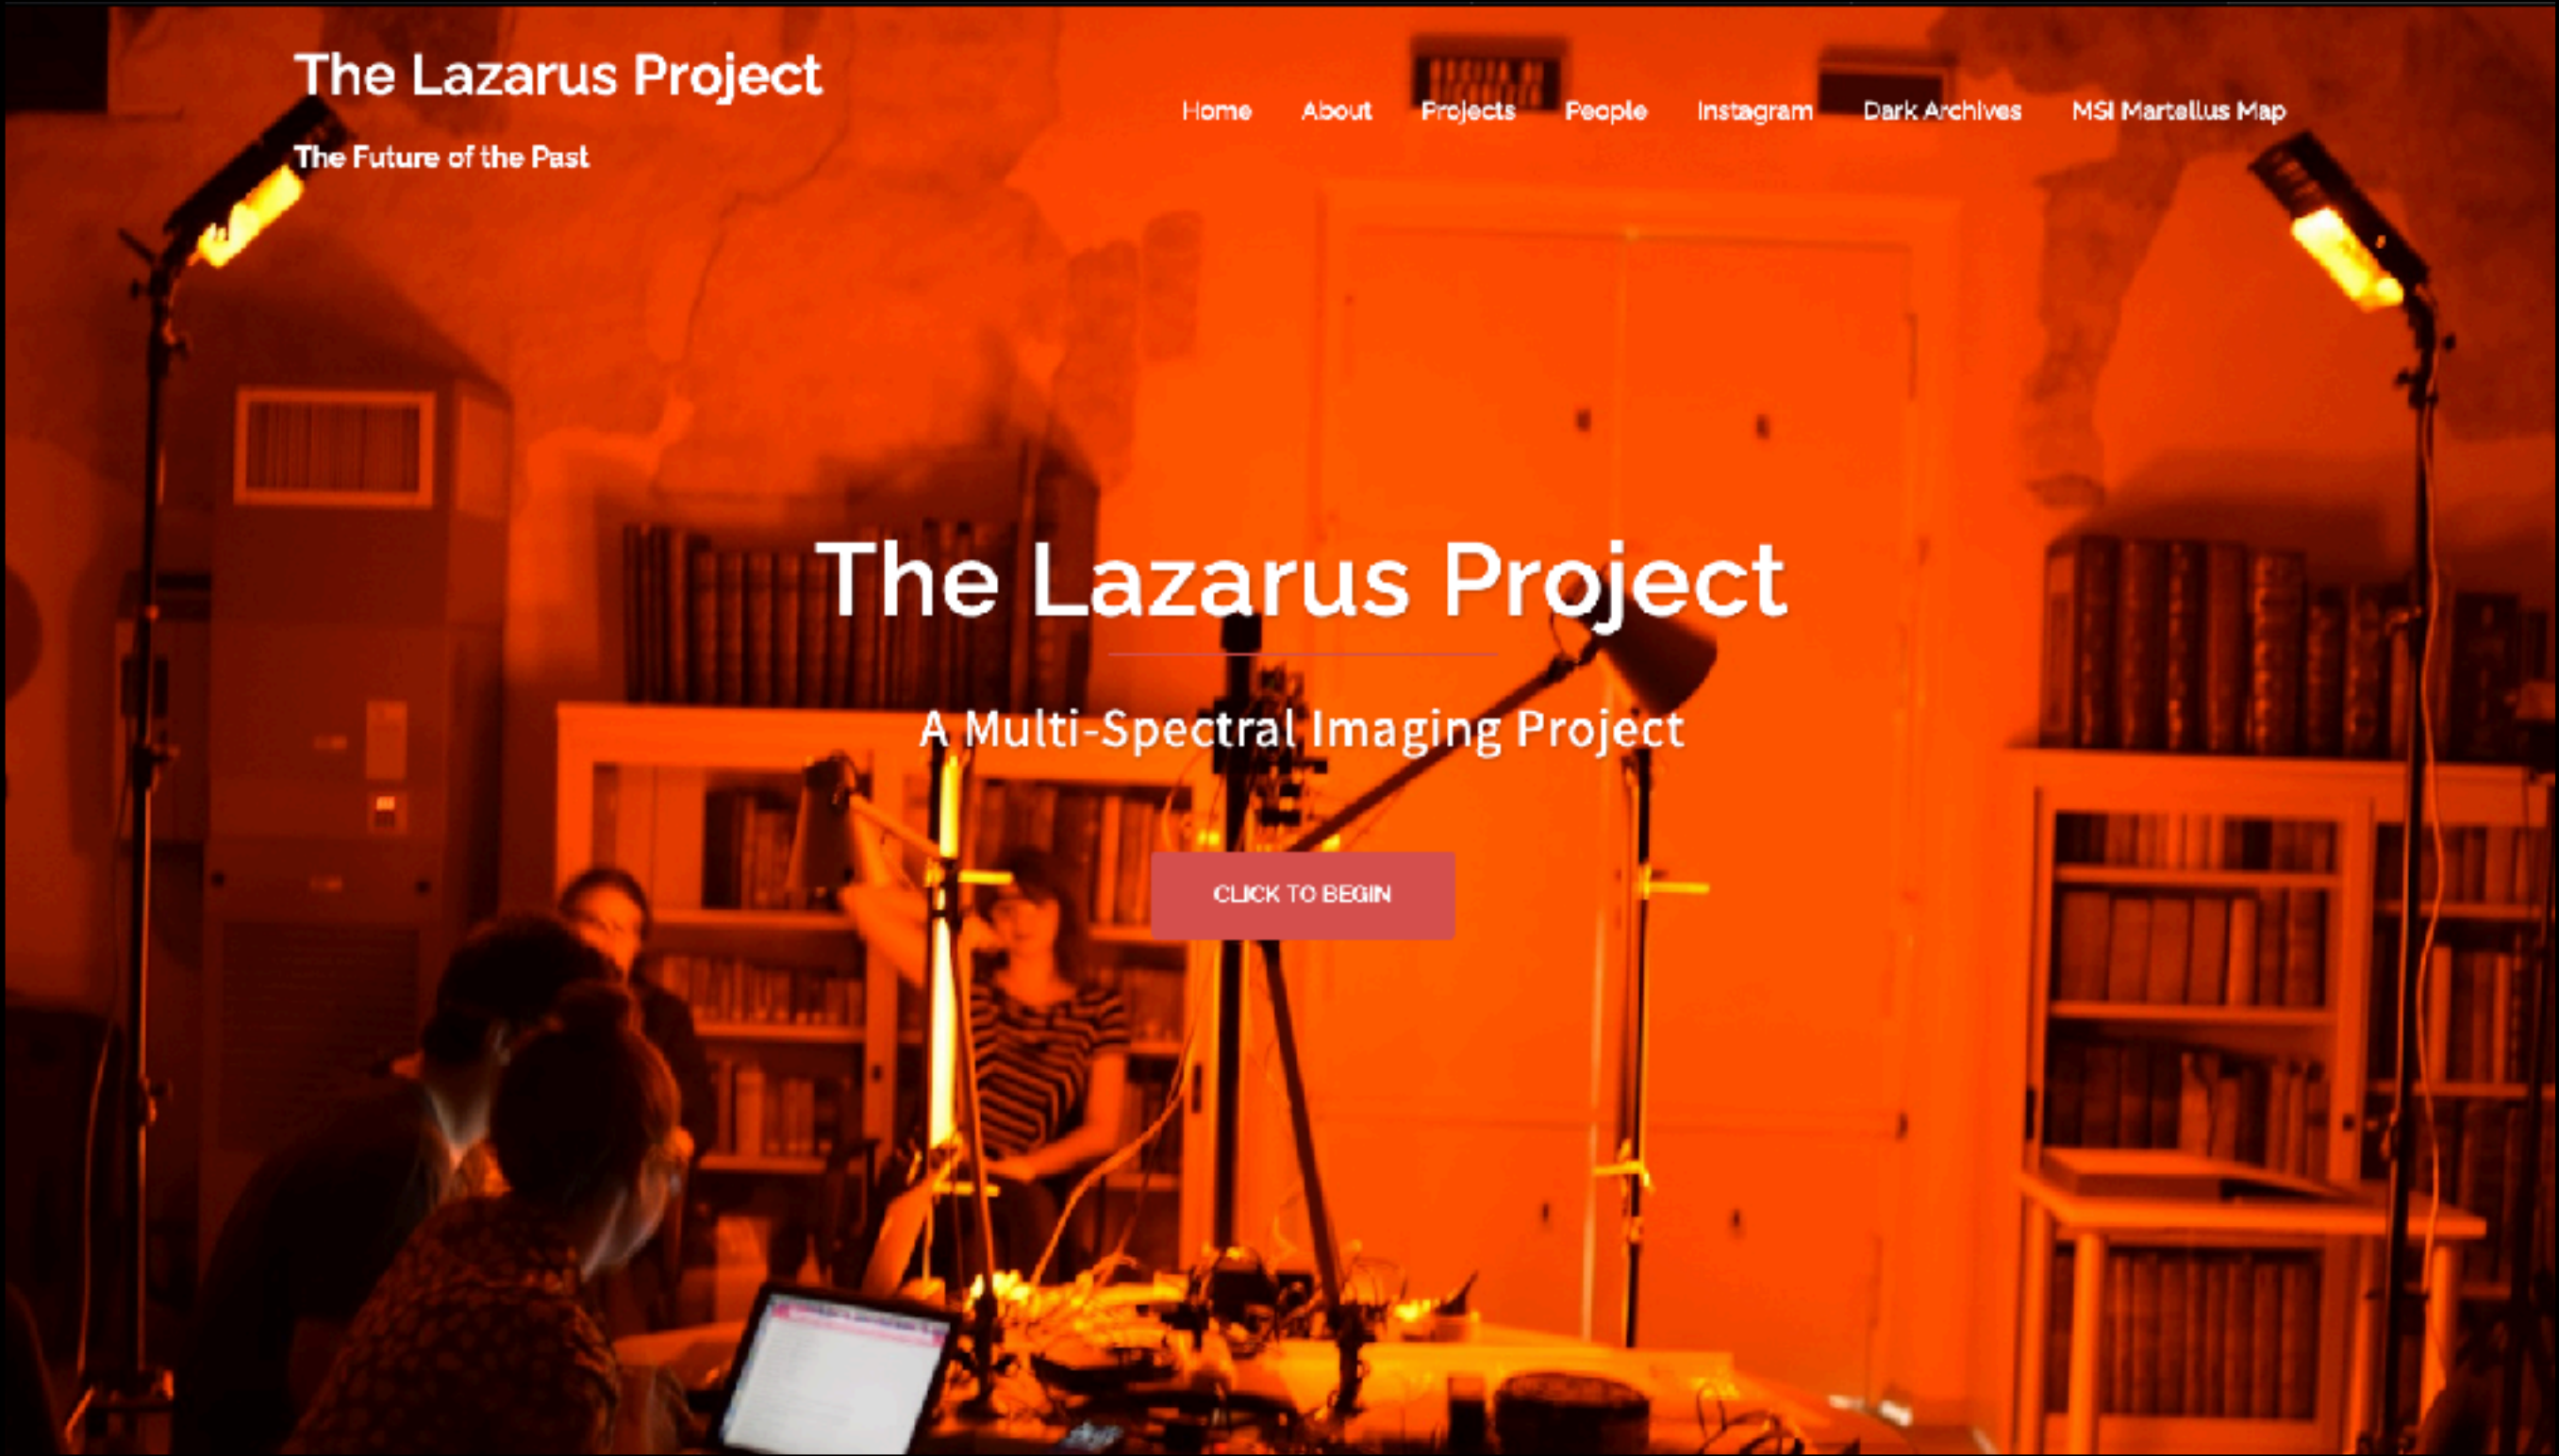 The Lazarus Project
The Future of the Past
Home About Projects People Instagram Dark Archives MSI Martellus Map
The Lazarus Project
A Multi-Spectral Imaging Project
CLICK TO BEGIN